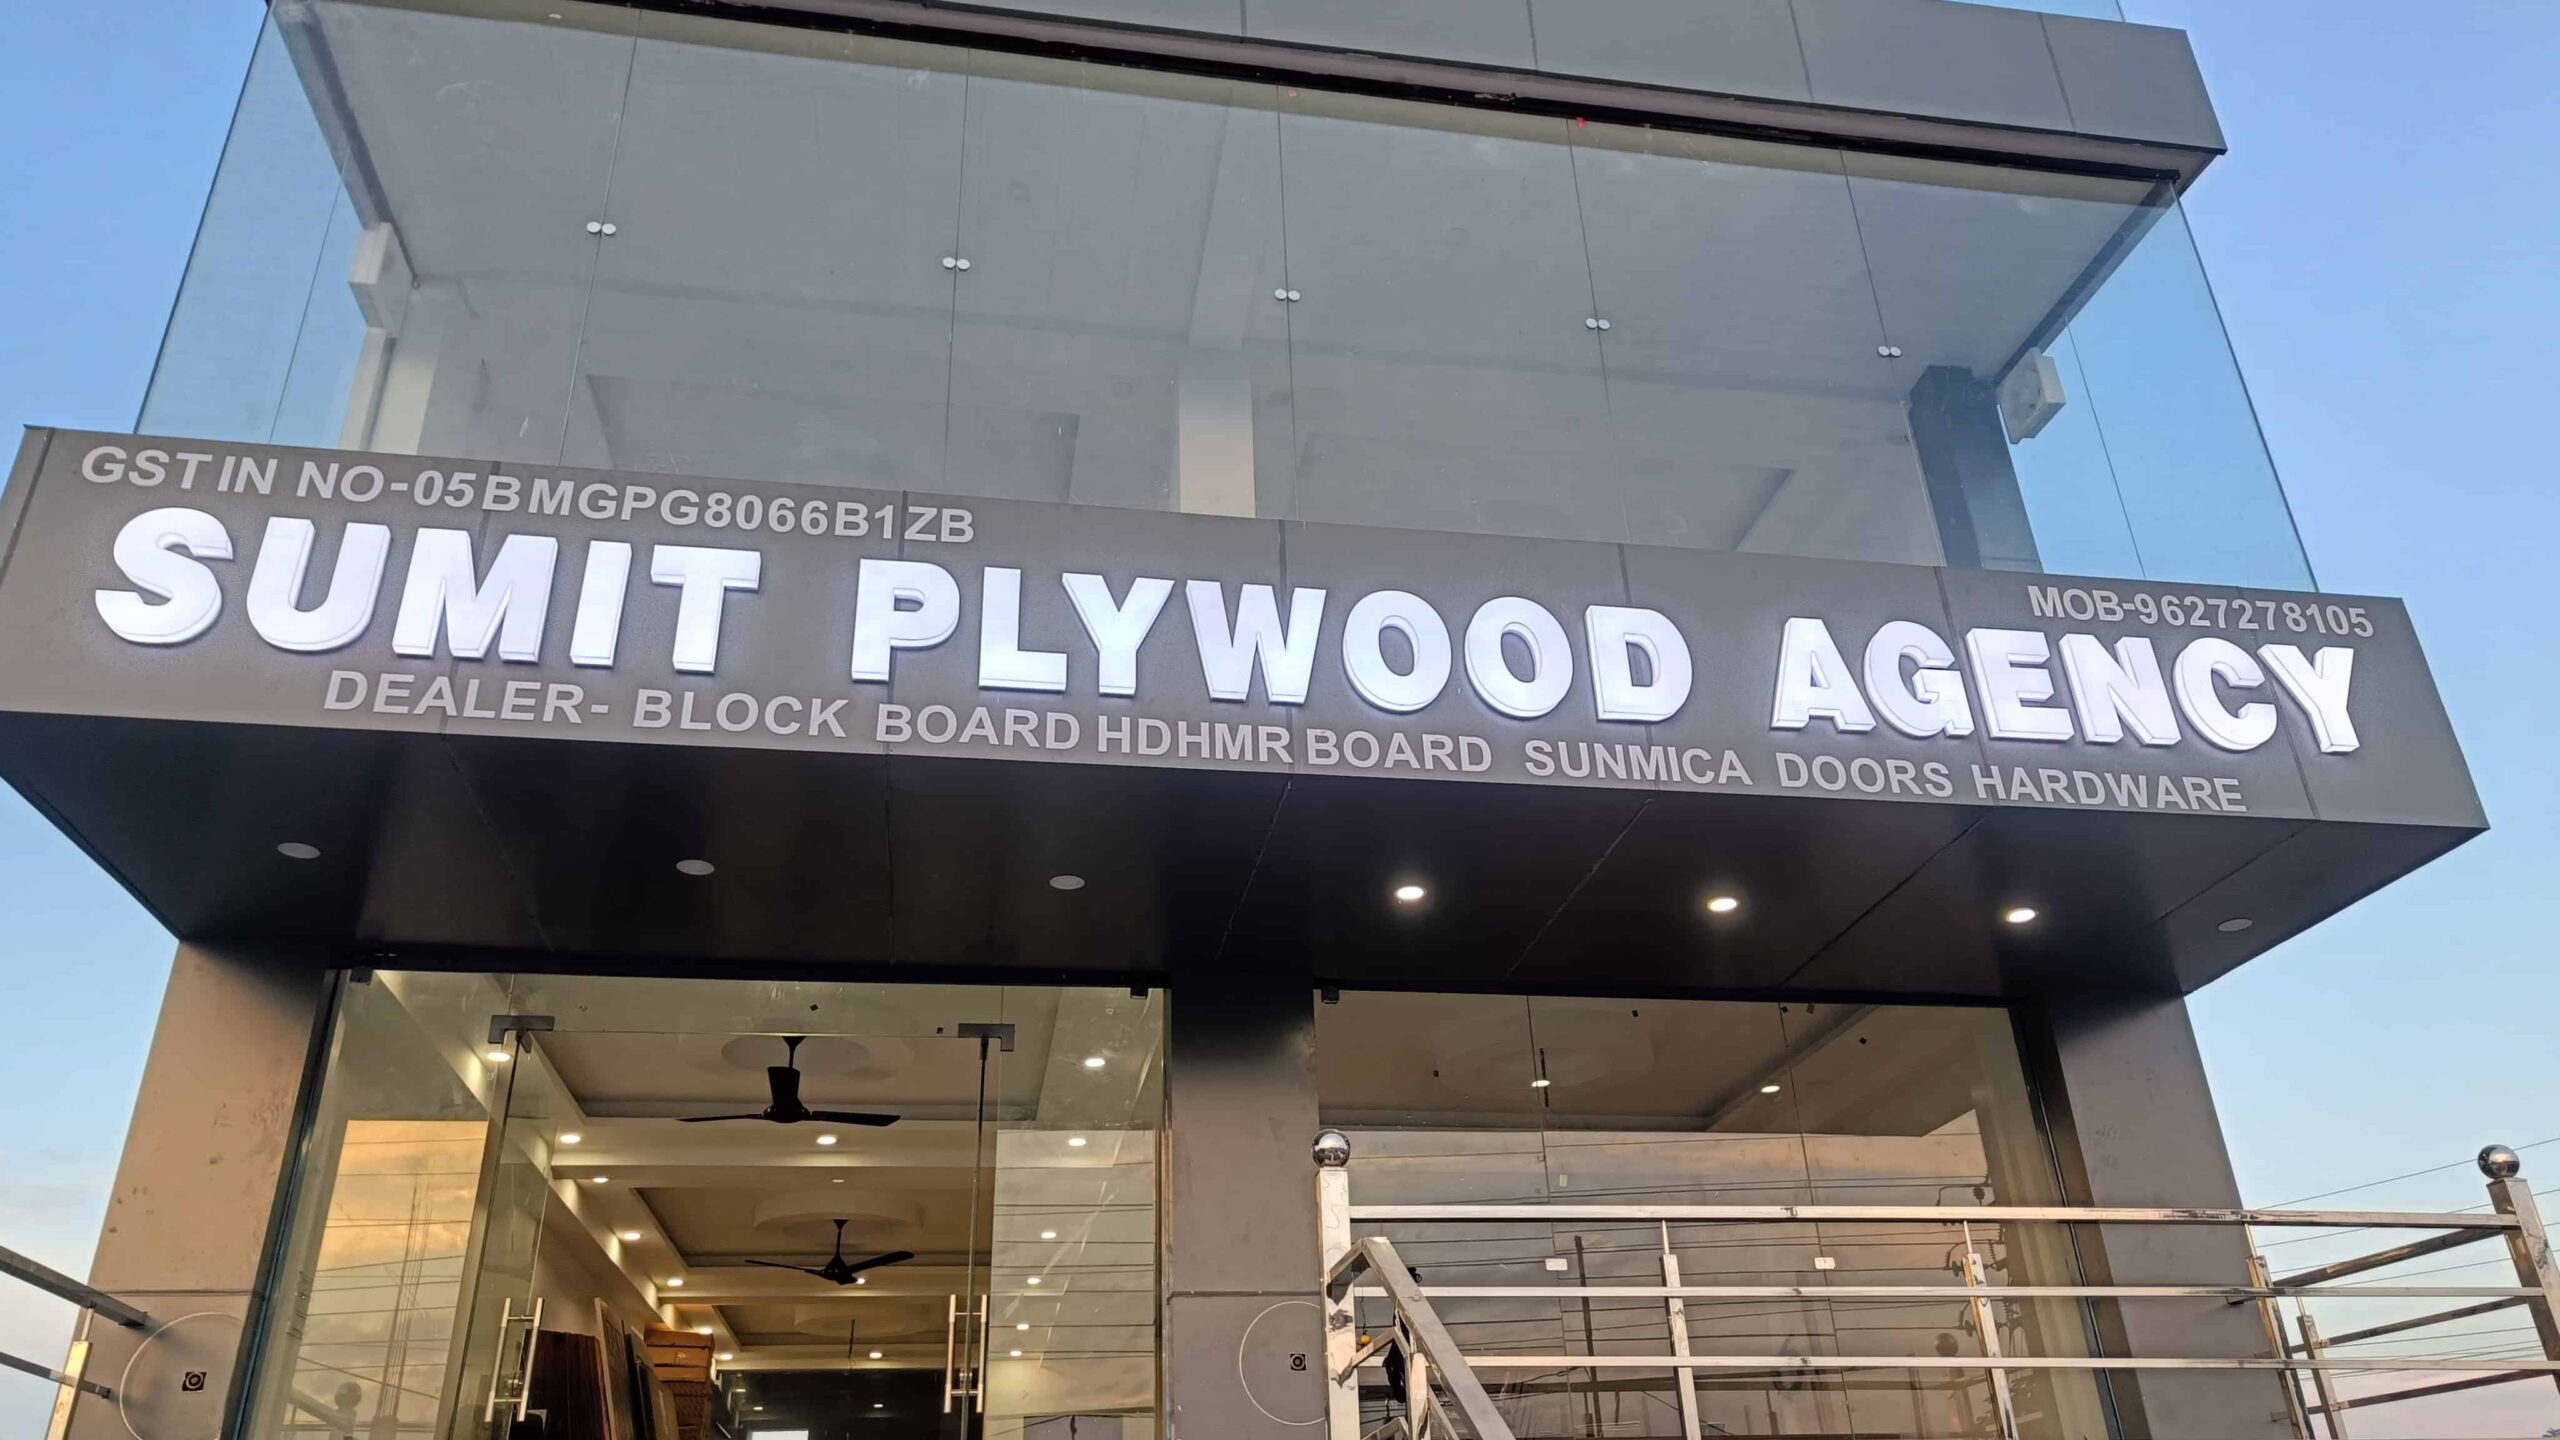 GSTIN NO-05BMGPG8066B1ZB
MOB-9627278105
SUMIT PLYWOOD AGENCY
DEALER- BLOCK BOARD HDHMR BOARD SUNMICA DOORS HARDWARE